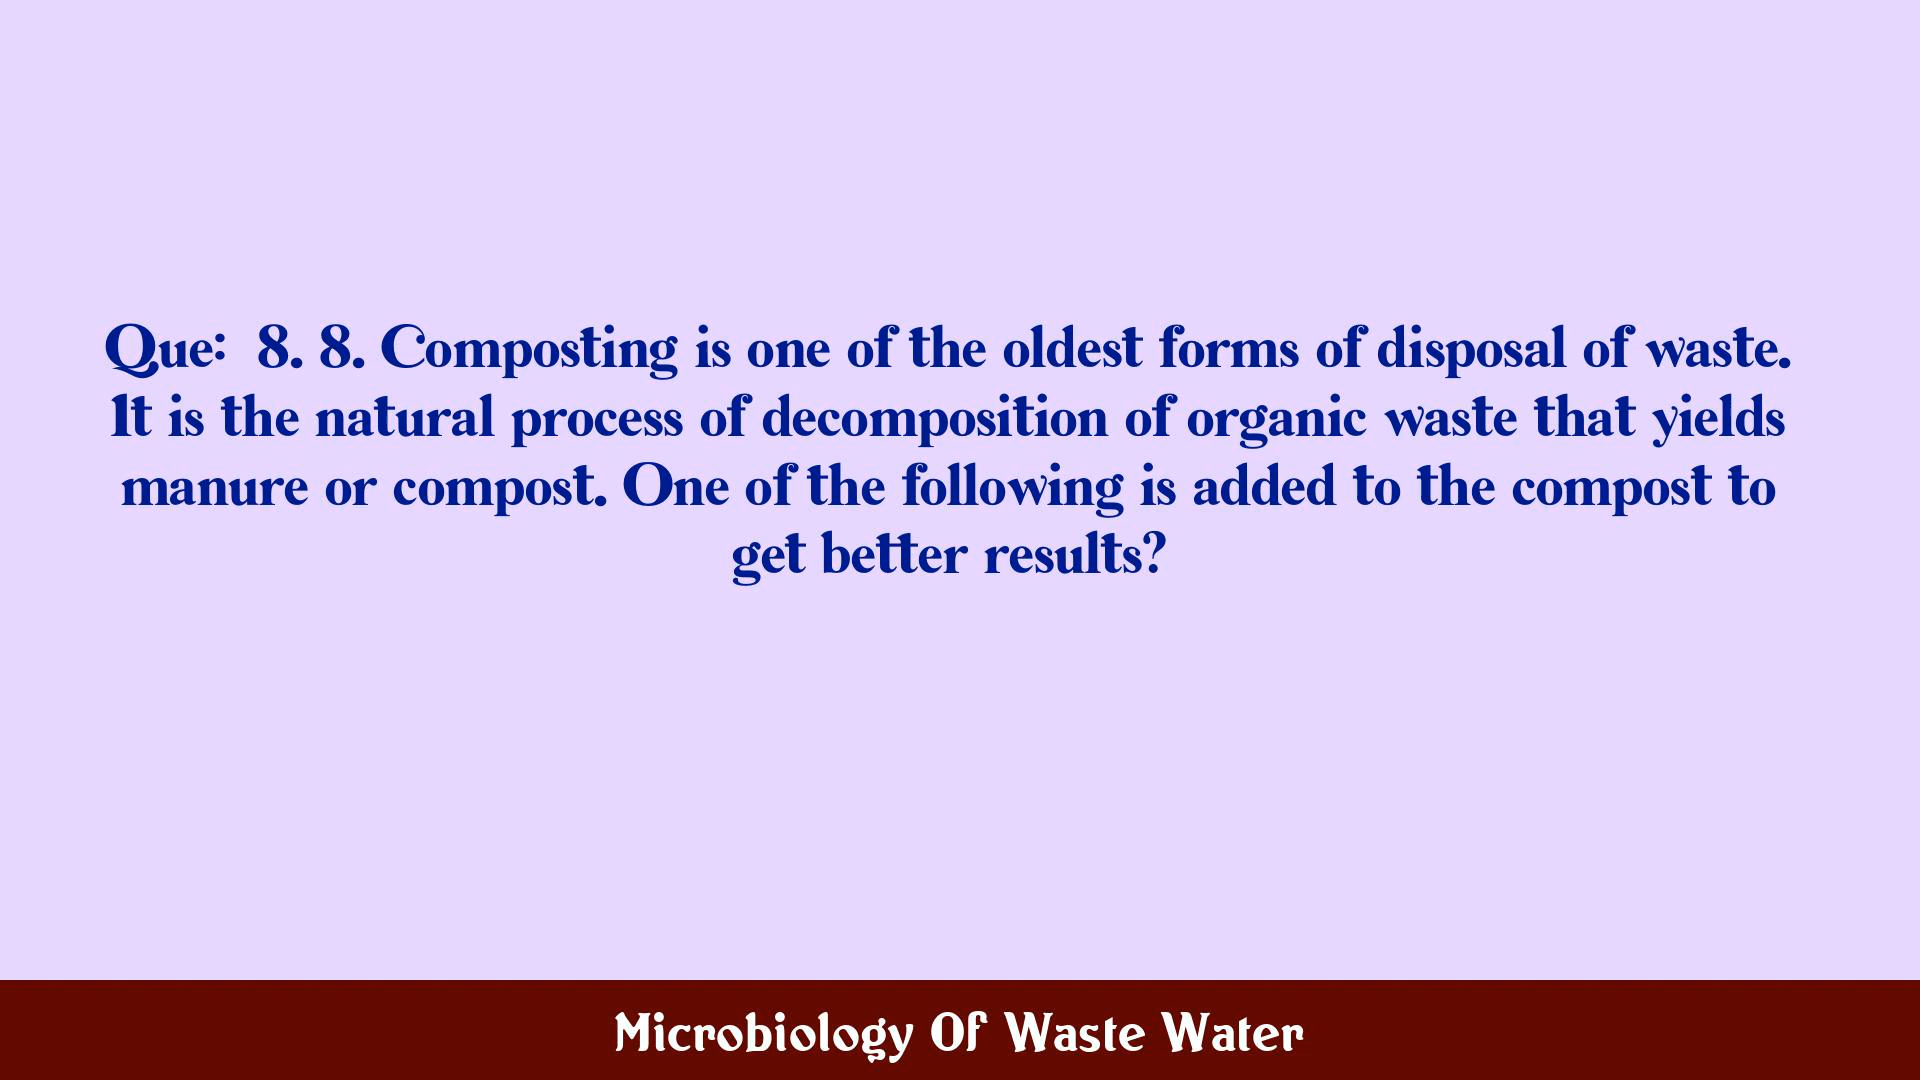 Que: 8. 8. Composting is one of the oldest forms of disposal of waste.
It is the natural process of decomposition of organic waste that yields
manure or compost. One of the following is added to the compost to
get better results?
Microbiology Of Waste Water